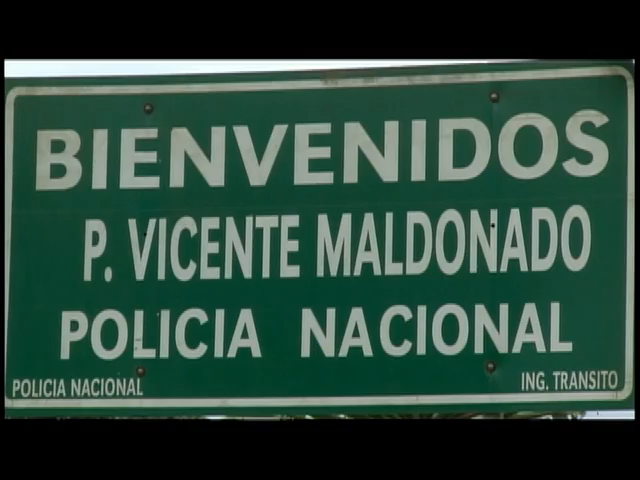 BIENVENIDOS
P. VICENTE MALDONADO
POLICIA NACIONAL
POLICIA NACIONAL
ING. TRANSITO